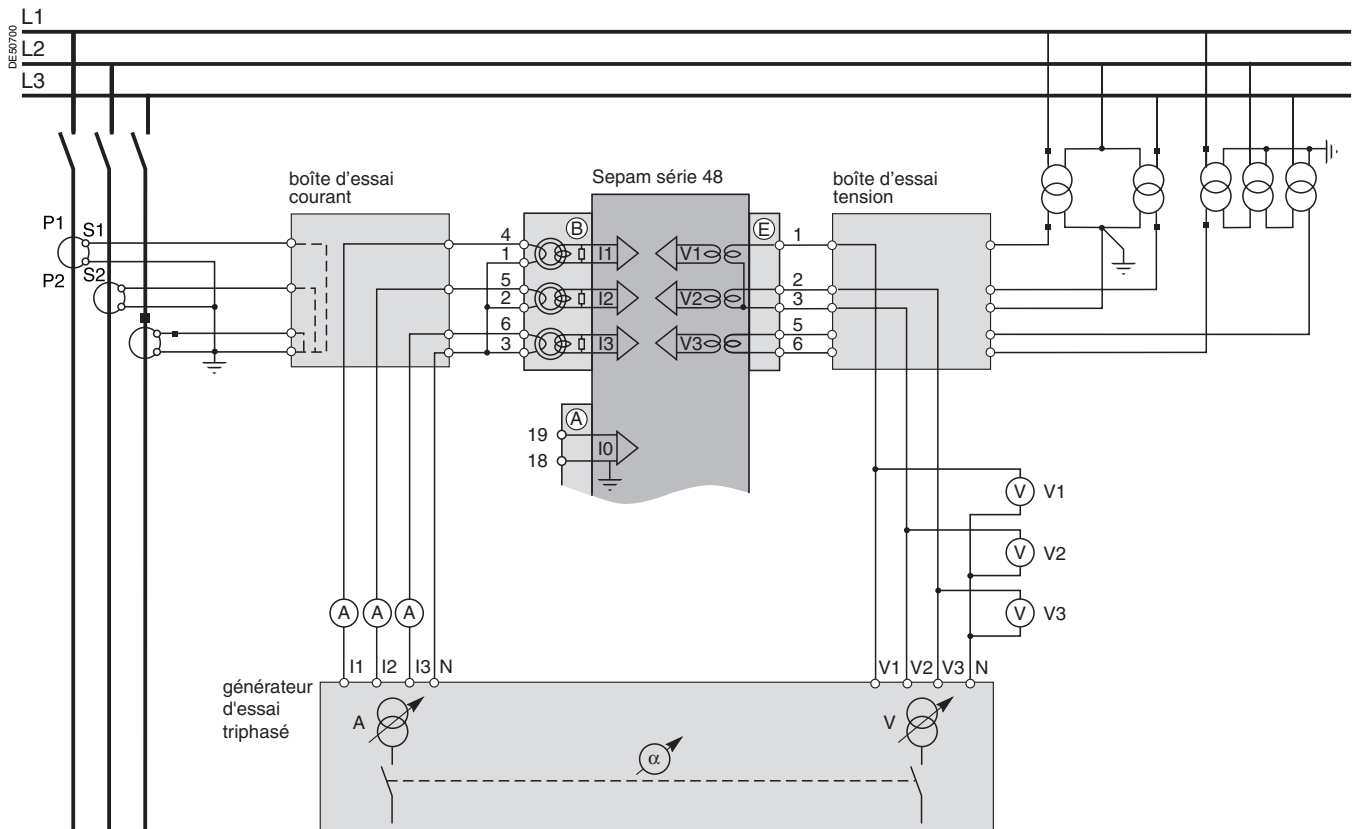 L1
DE50700
L2
L3
boîte d'essai
courant
Sepam série 48
boîte d'essai
tension
P1
S1
P2
S2
4
1
5
2
6
3
B
I1
I2
I3
V1
V2
V3
E
1
2
3
5
6
A
19
18
I0
V
V1
V
V2
V
V3
A
A
A
I1
I2
I3
N
V1
V2
V3
N
générateur
d'essai
triphasé
A
V
α